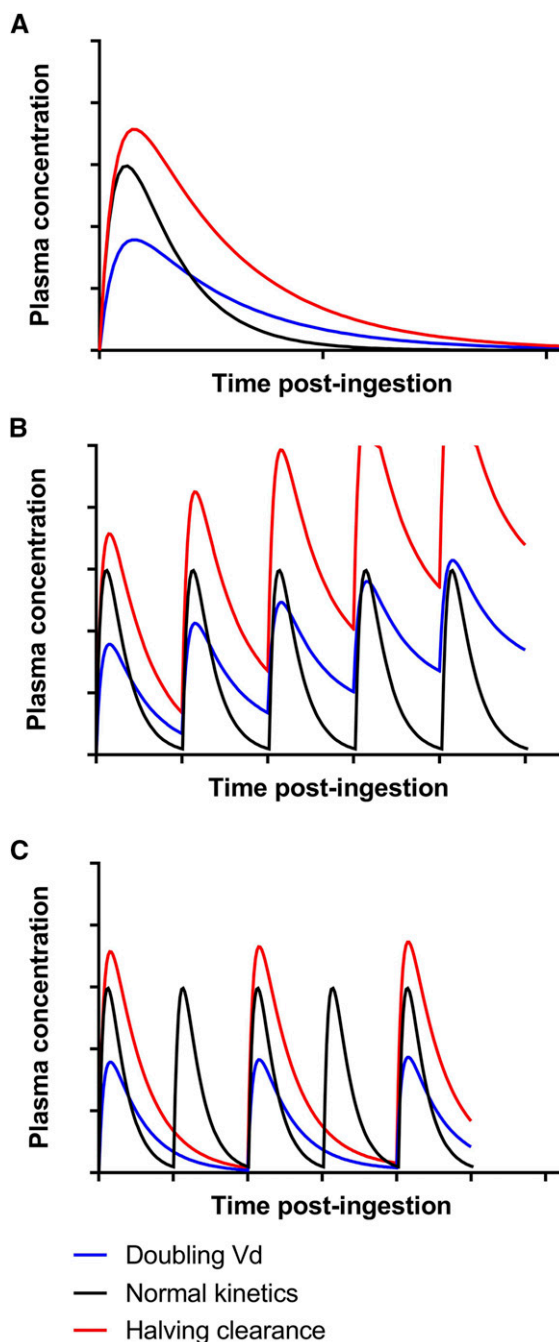 A
Plasma concentration
Time post-ingestion
B
Plasma concentration
Time post-ingestion
C
Plasma concentration
Time post-ingestion
Doubling Vd
Normal kinetics
Halving clearance